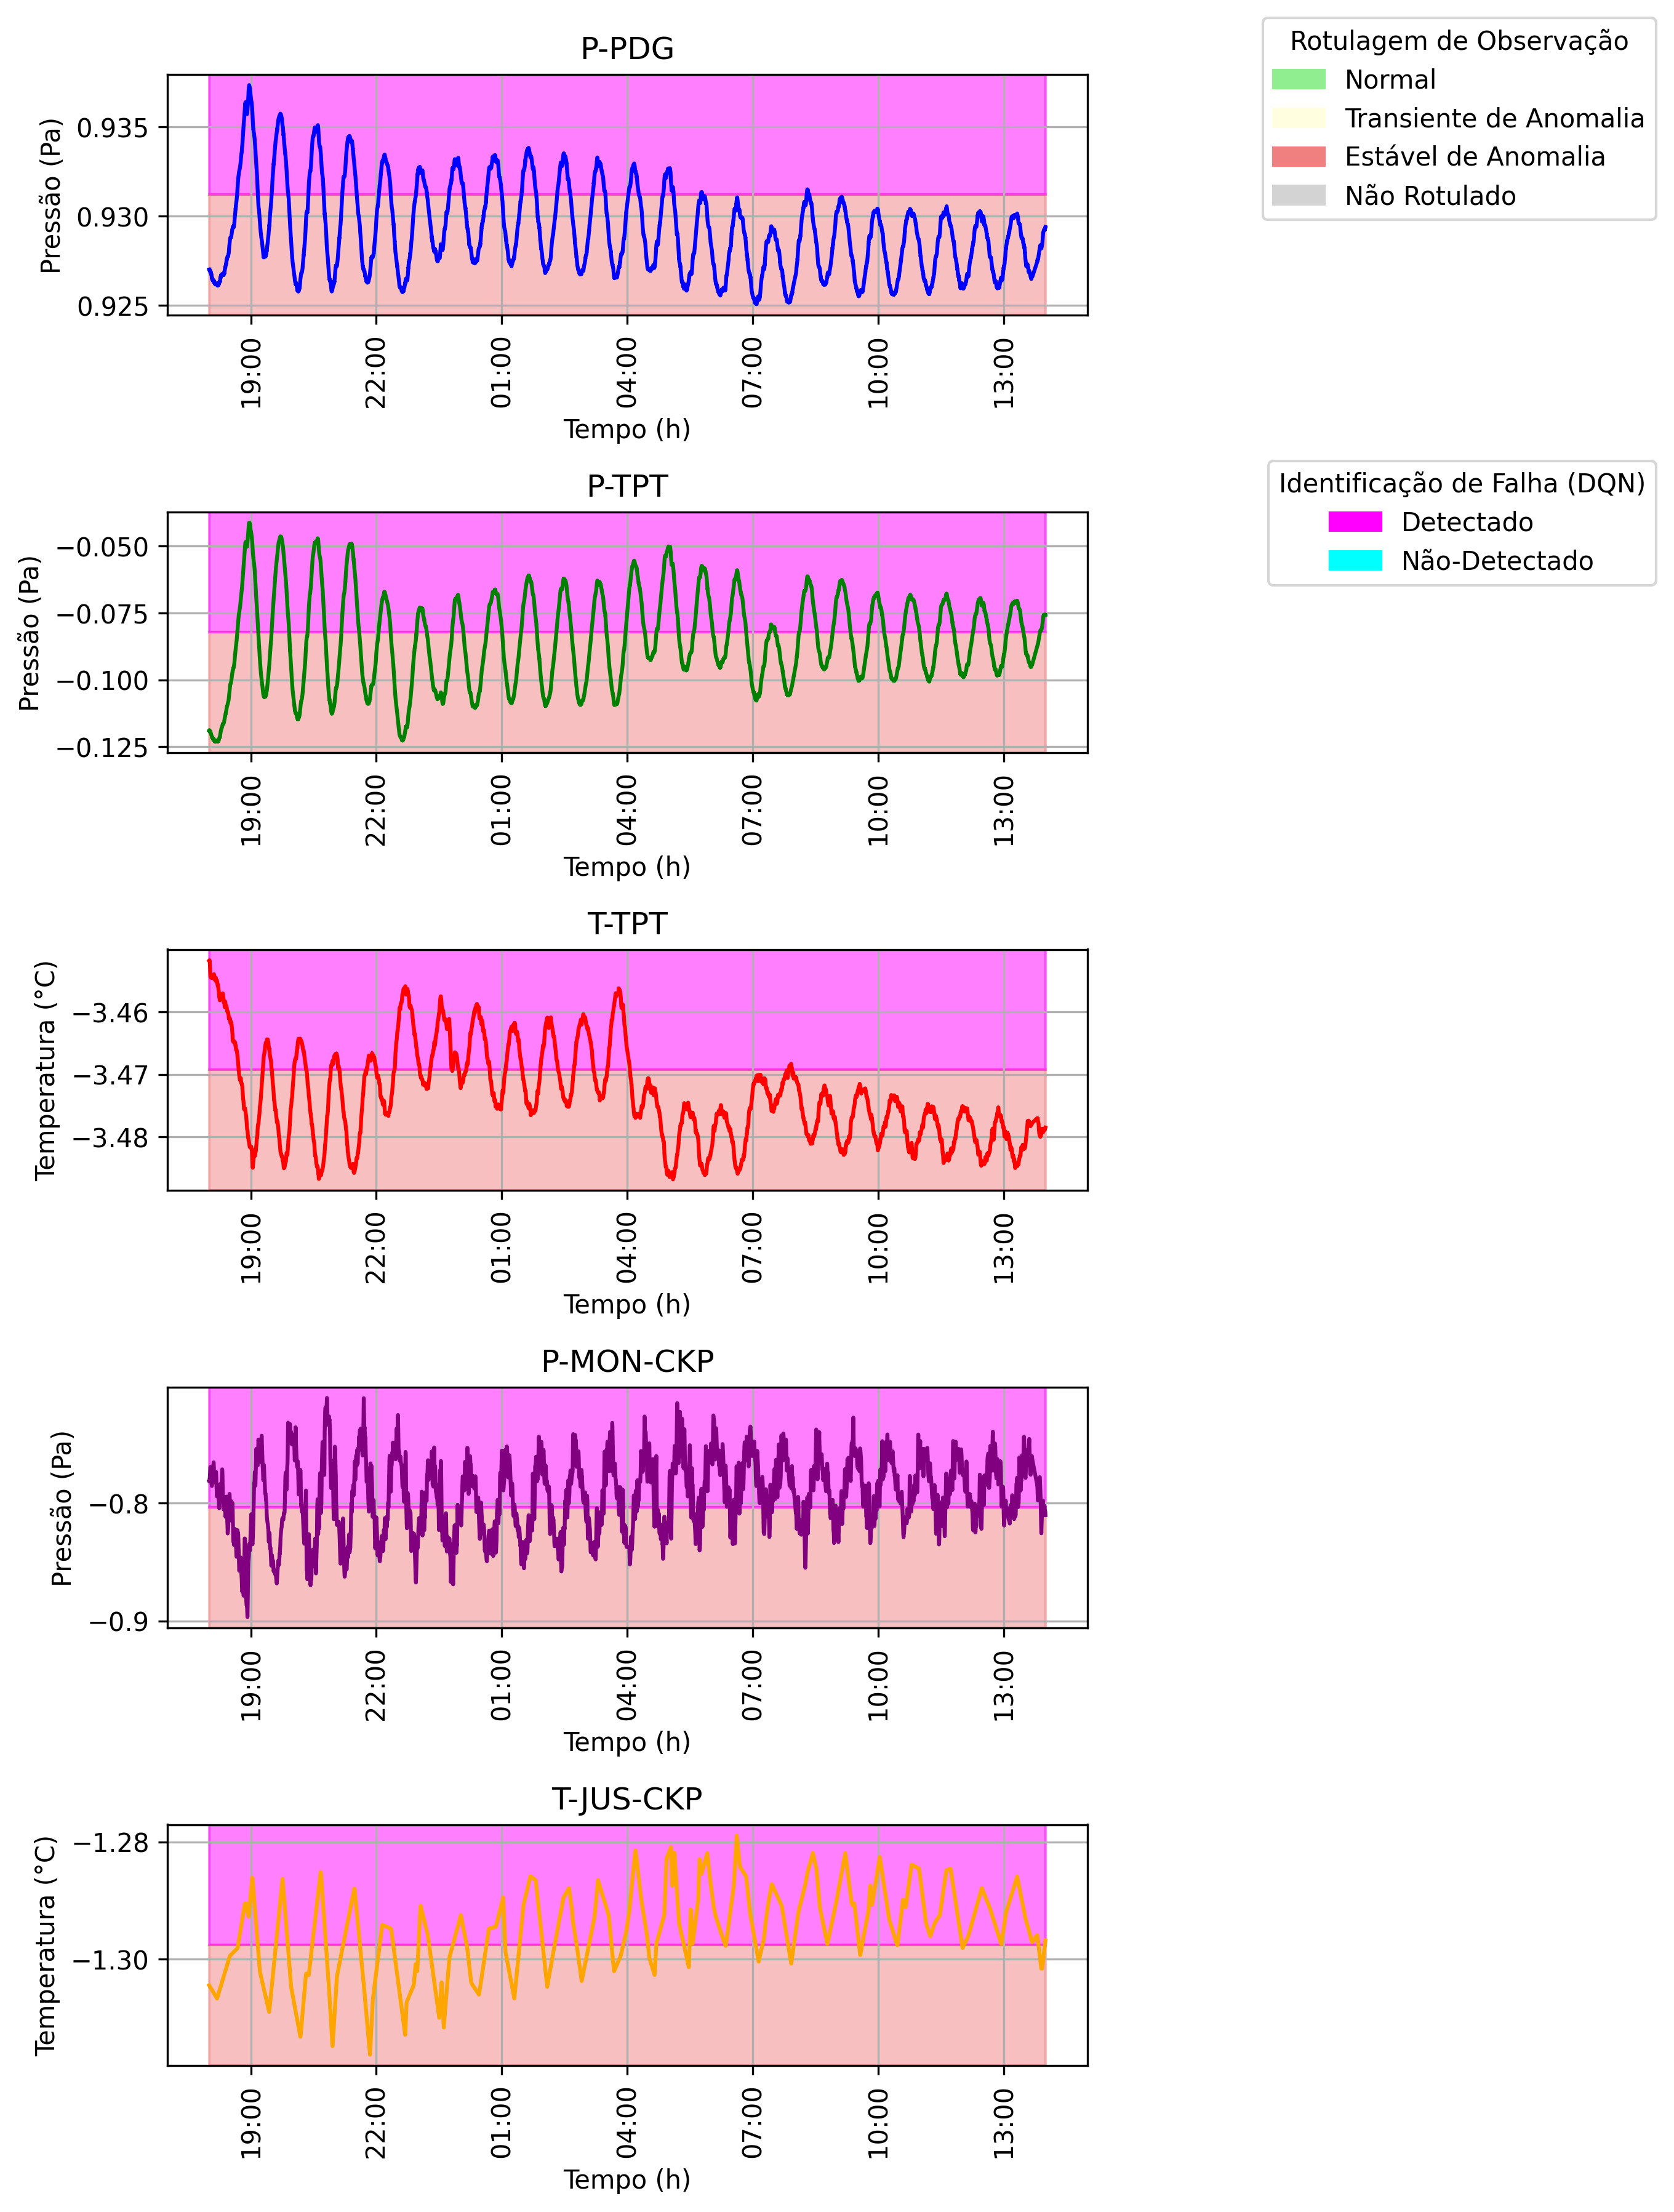 P-PDG
Rotulagem de Observação
Normal
Transiente de Anomalia
Estável de Anomalia
Não Rotulado
Pressão (Pa)
0.935
0.930
0.925
19:00
22:00
01:00
04:00
07:00
10:00
13:00
Tempo (h)
P-TPT
Identificação de Falha (DQN)
Detectado
Não-Detectado
Pressão (Pa)
−0.050
−0.075
−0.100
−0.125
19:00
22:00
01:00
04:00
07:00
10:00
13:00
Tempo (h)
T-TPT
Temperatura (°C)
−3.46
−3.47
−3.48
19:00
22:00
01:00
04:00
07:00
10:00
13:00
Tempo (h)
P-MON-CKP
Pressão (Pa)
−0.8
−0.9
19:00
22:00
01:00
04:00
07:00
10:00
13:00
Tempo (h)
T-JUS-CKP
Temperatura (°C)
−1.28
−1.30
19:00
22:00
01:00
04:00
07:00
10:00
13:00
Tempo (h)